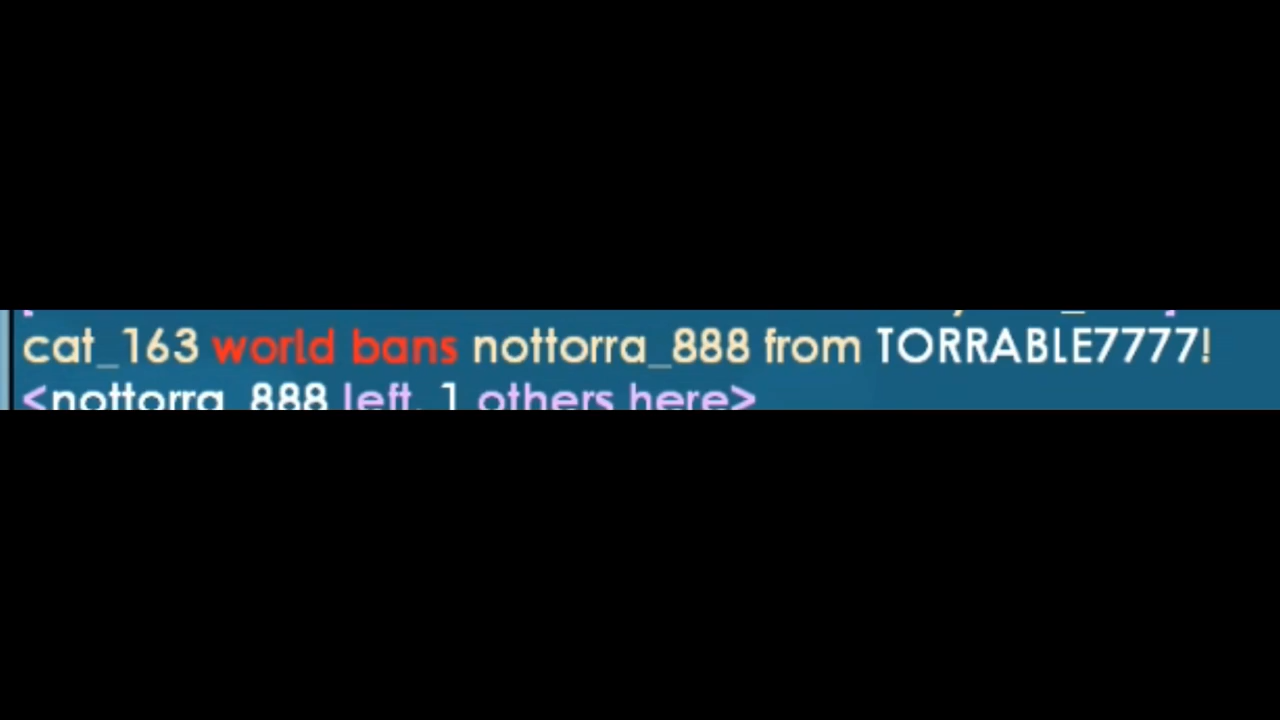 cat_163 world bans nottorra_888 from TORRABLE7777!
<nottorra_888 left, 1 others here>